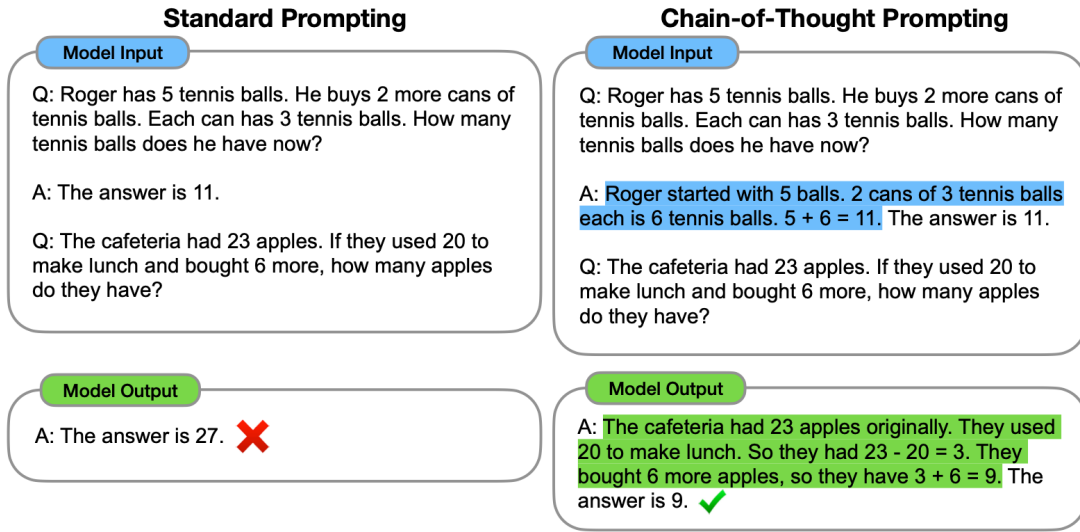 Standard Prompting
Model Input
Q: Roger has 5 tennis balls. He buys 2 more cans of
tennis balls. Each can has 3 tennis balls. How many
tennis balls does he have now?
A: The answer is 11.
Q: The cafeteria had 23 apples. If they used 20 to
make lunch and bought 6 more, how many apples
do they have?
Model Output
A: The answer is 27.
Chain-of-Thought Prompting
Model Input
Q: Roger has 5 tennis balls. He buys 2 more cans of
tennis balls. Each can has 3 tennis balls. How many
tennis balls does he have now?
A: Roger started with 5 balls. 2 cans of 3 tennis balls
each is 6 tennis balls. 5 + 6 = 11. The answer is 11.
Q: The cafeteria had 23 apples. If they used 20 to
make lunch and bought 6 more, how many apples
do they have?
Model Output
A: The cafeteria had 23 apples originally. They used
20 to make lunch. So they had 23 - 20 = 3. They
bought 6 more apples, so they have 3 + 6 = 9. The
answer is 9.